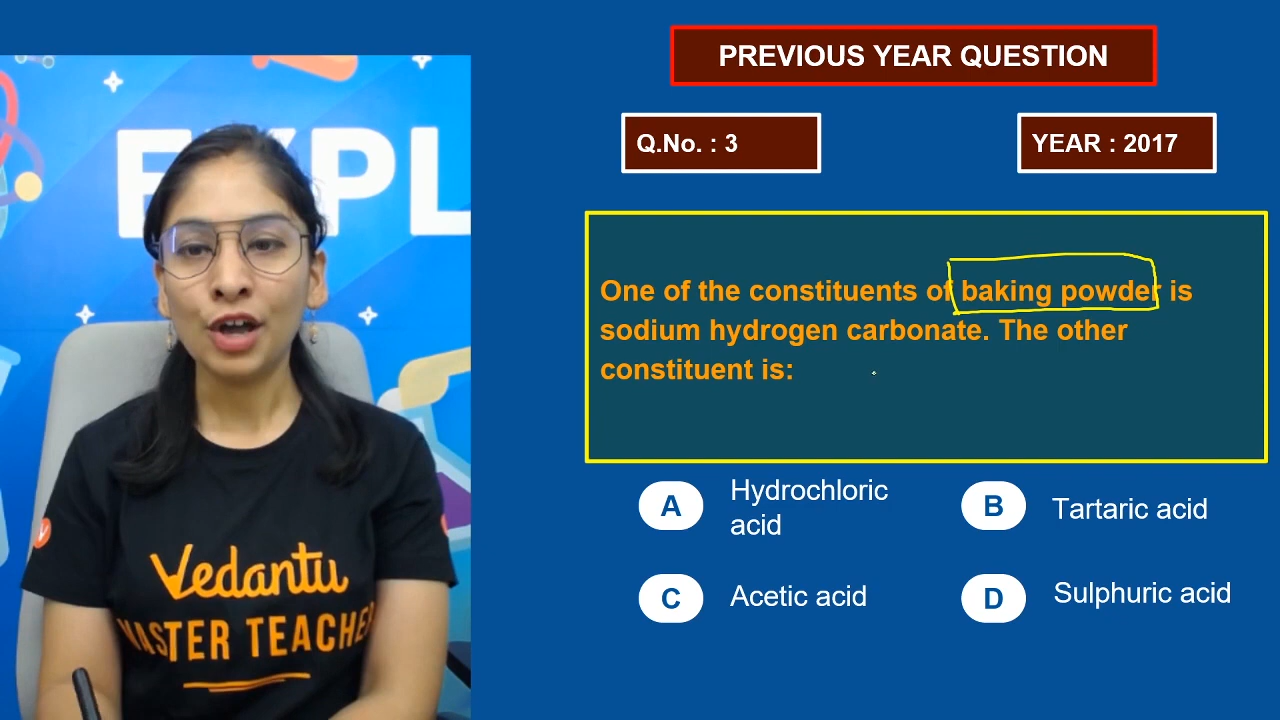 PREVIOUS YEAR QUESTION
Q.No. : 3
YEAR : 2017
One of the constituents of baking powder is
sodium hydrogen carbonate. The other
constituent is:
A
Hydrochloric
acid
B
Tartaric acid
C
Acetic acid
D
Sulphuric acid
EXPL
Vedantu
MASTER TEACHER